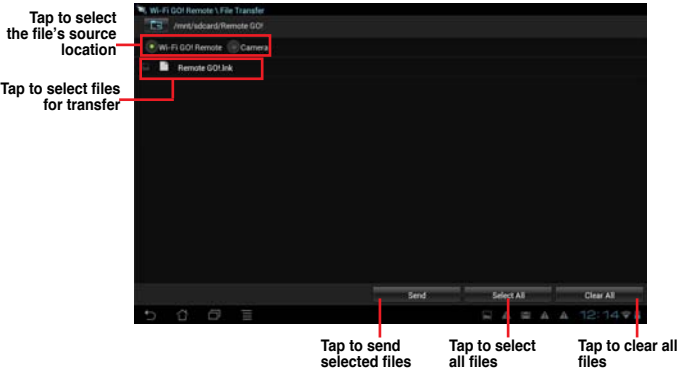 Tap to select
the file's source
location
Tap to select files
for transfer
Wi-Fi GO! Remote \ File Transfer
/mnt/sdcard/Remote GO!
Wi-Fi GO! Remote Camera
Remote GO!.lnk
Send Select All Clear All
12:14
Tap to send
selected files
Tap to select
all files
Tap to clear all
files